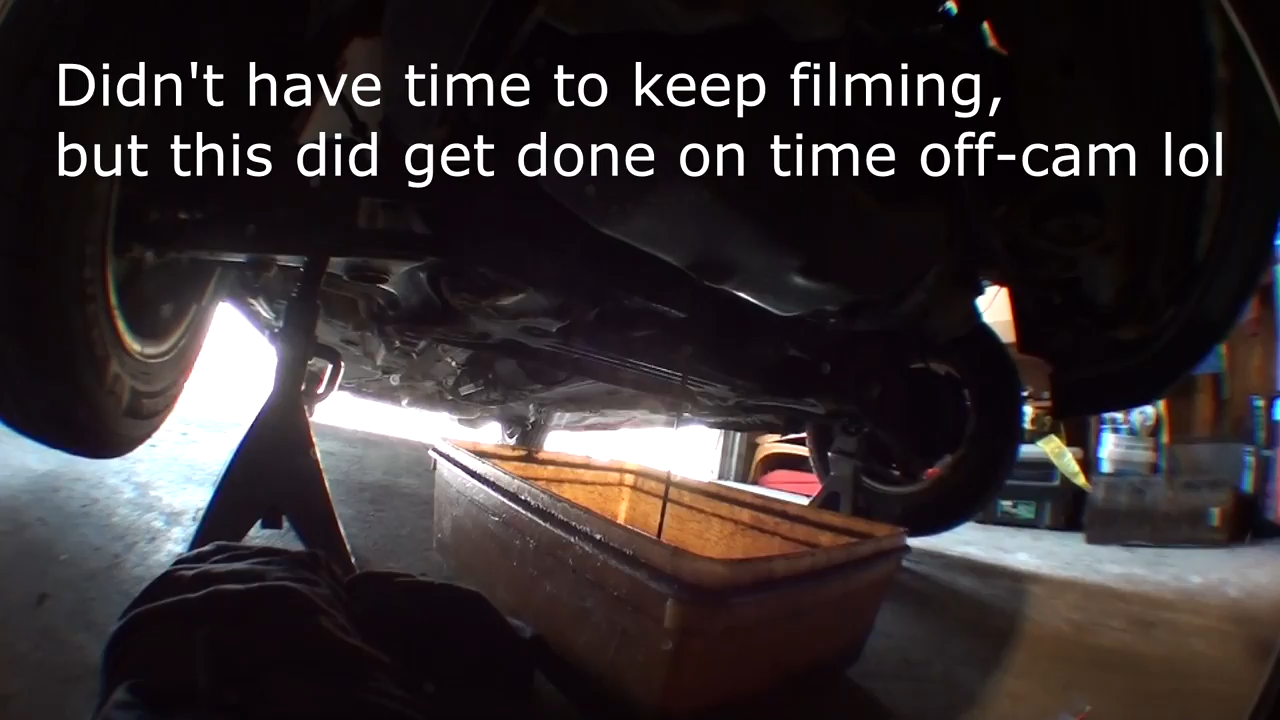 Didn't have time to keep filming,
but this did get done on time off-cam lol